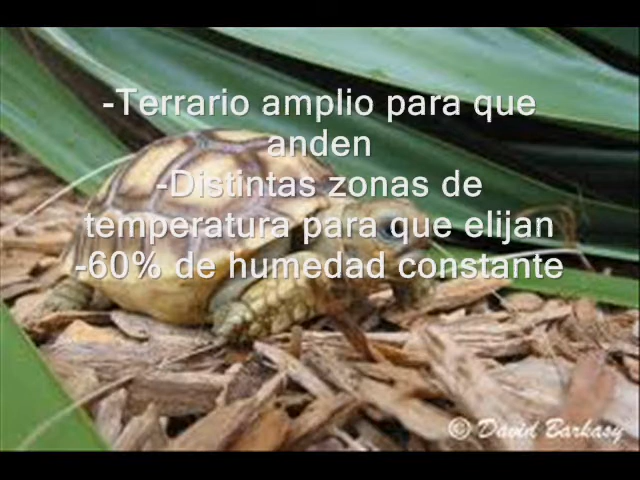 -Terrario amplio para que
anden
-Distintas zonas de
temperatura para que elijan
-60% de humedad constante
© David Barkasy